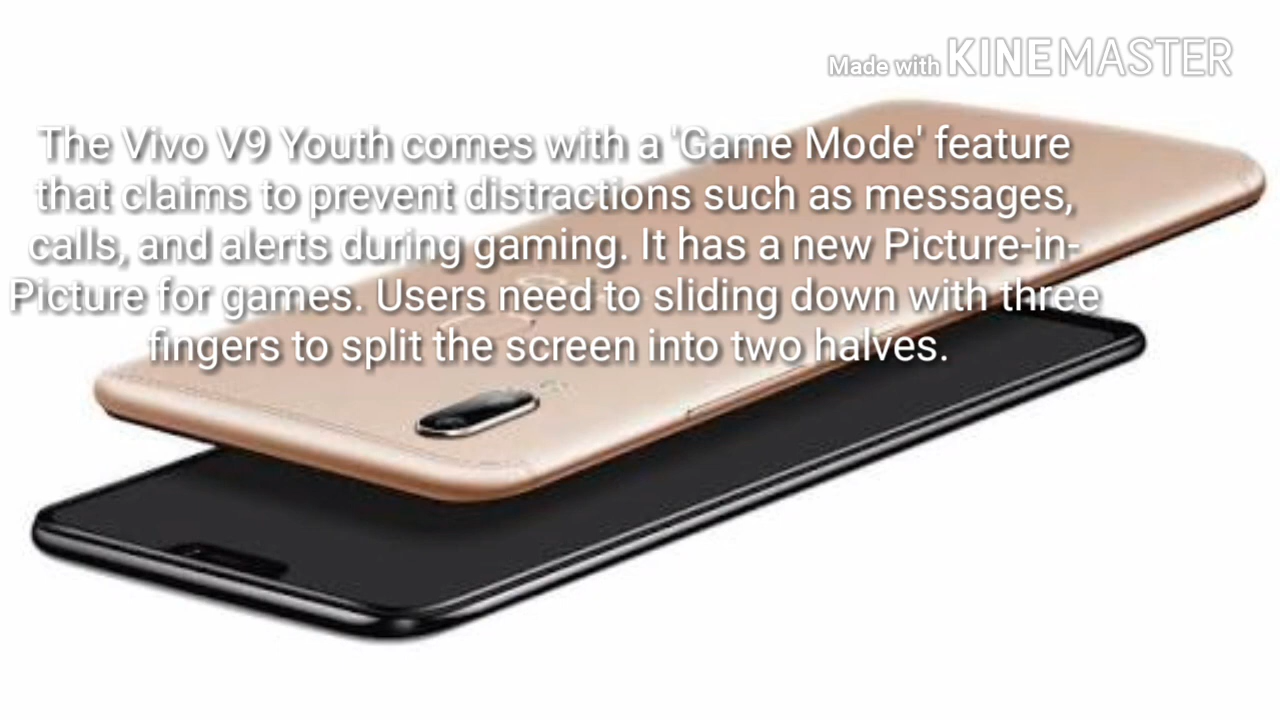 Made with KINEMASTER
The Vivo V9 Youth comes with a 'Game Mode' feature
that claims to prevent distractions such as messages,
calls, and alerts during gaming. It has a new Picture-in-
Picture for games. Users need to sliding down with three
fingers to split the screen into two halves.